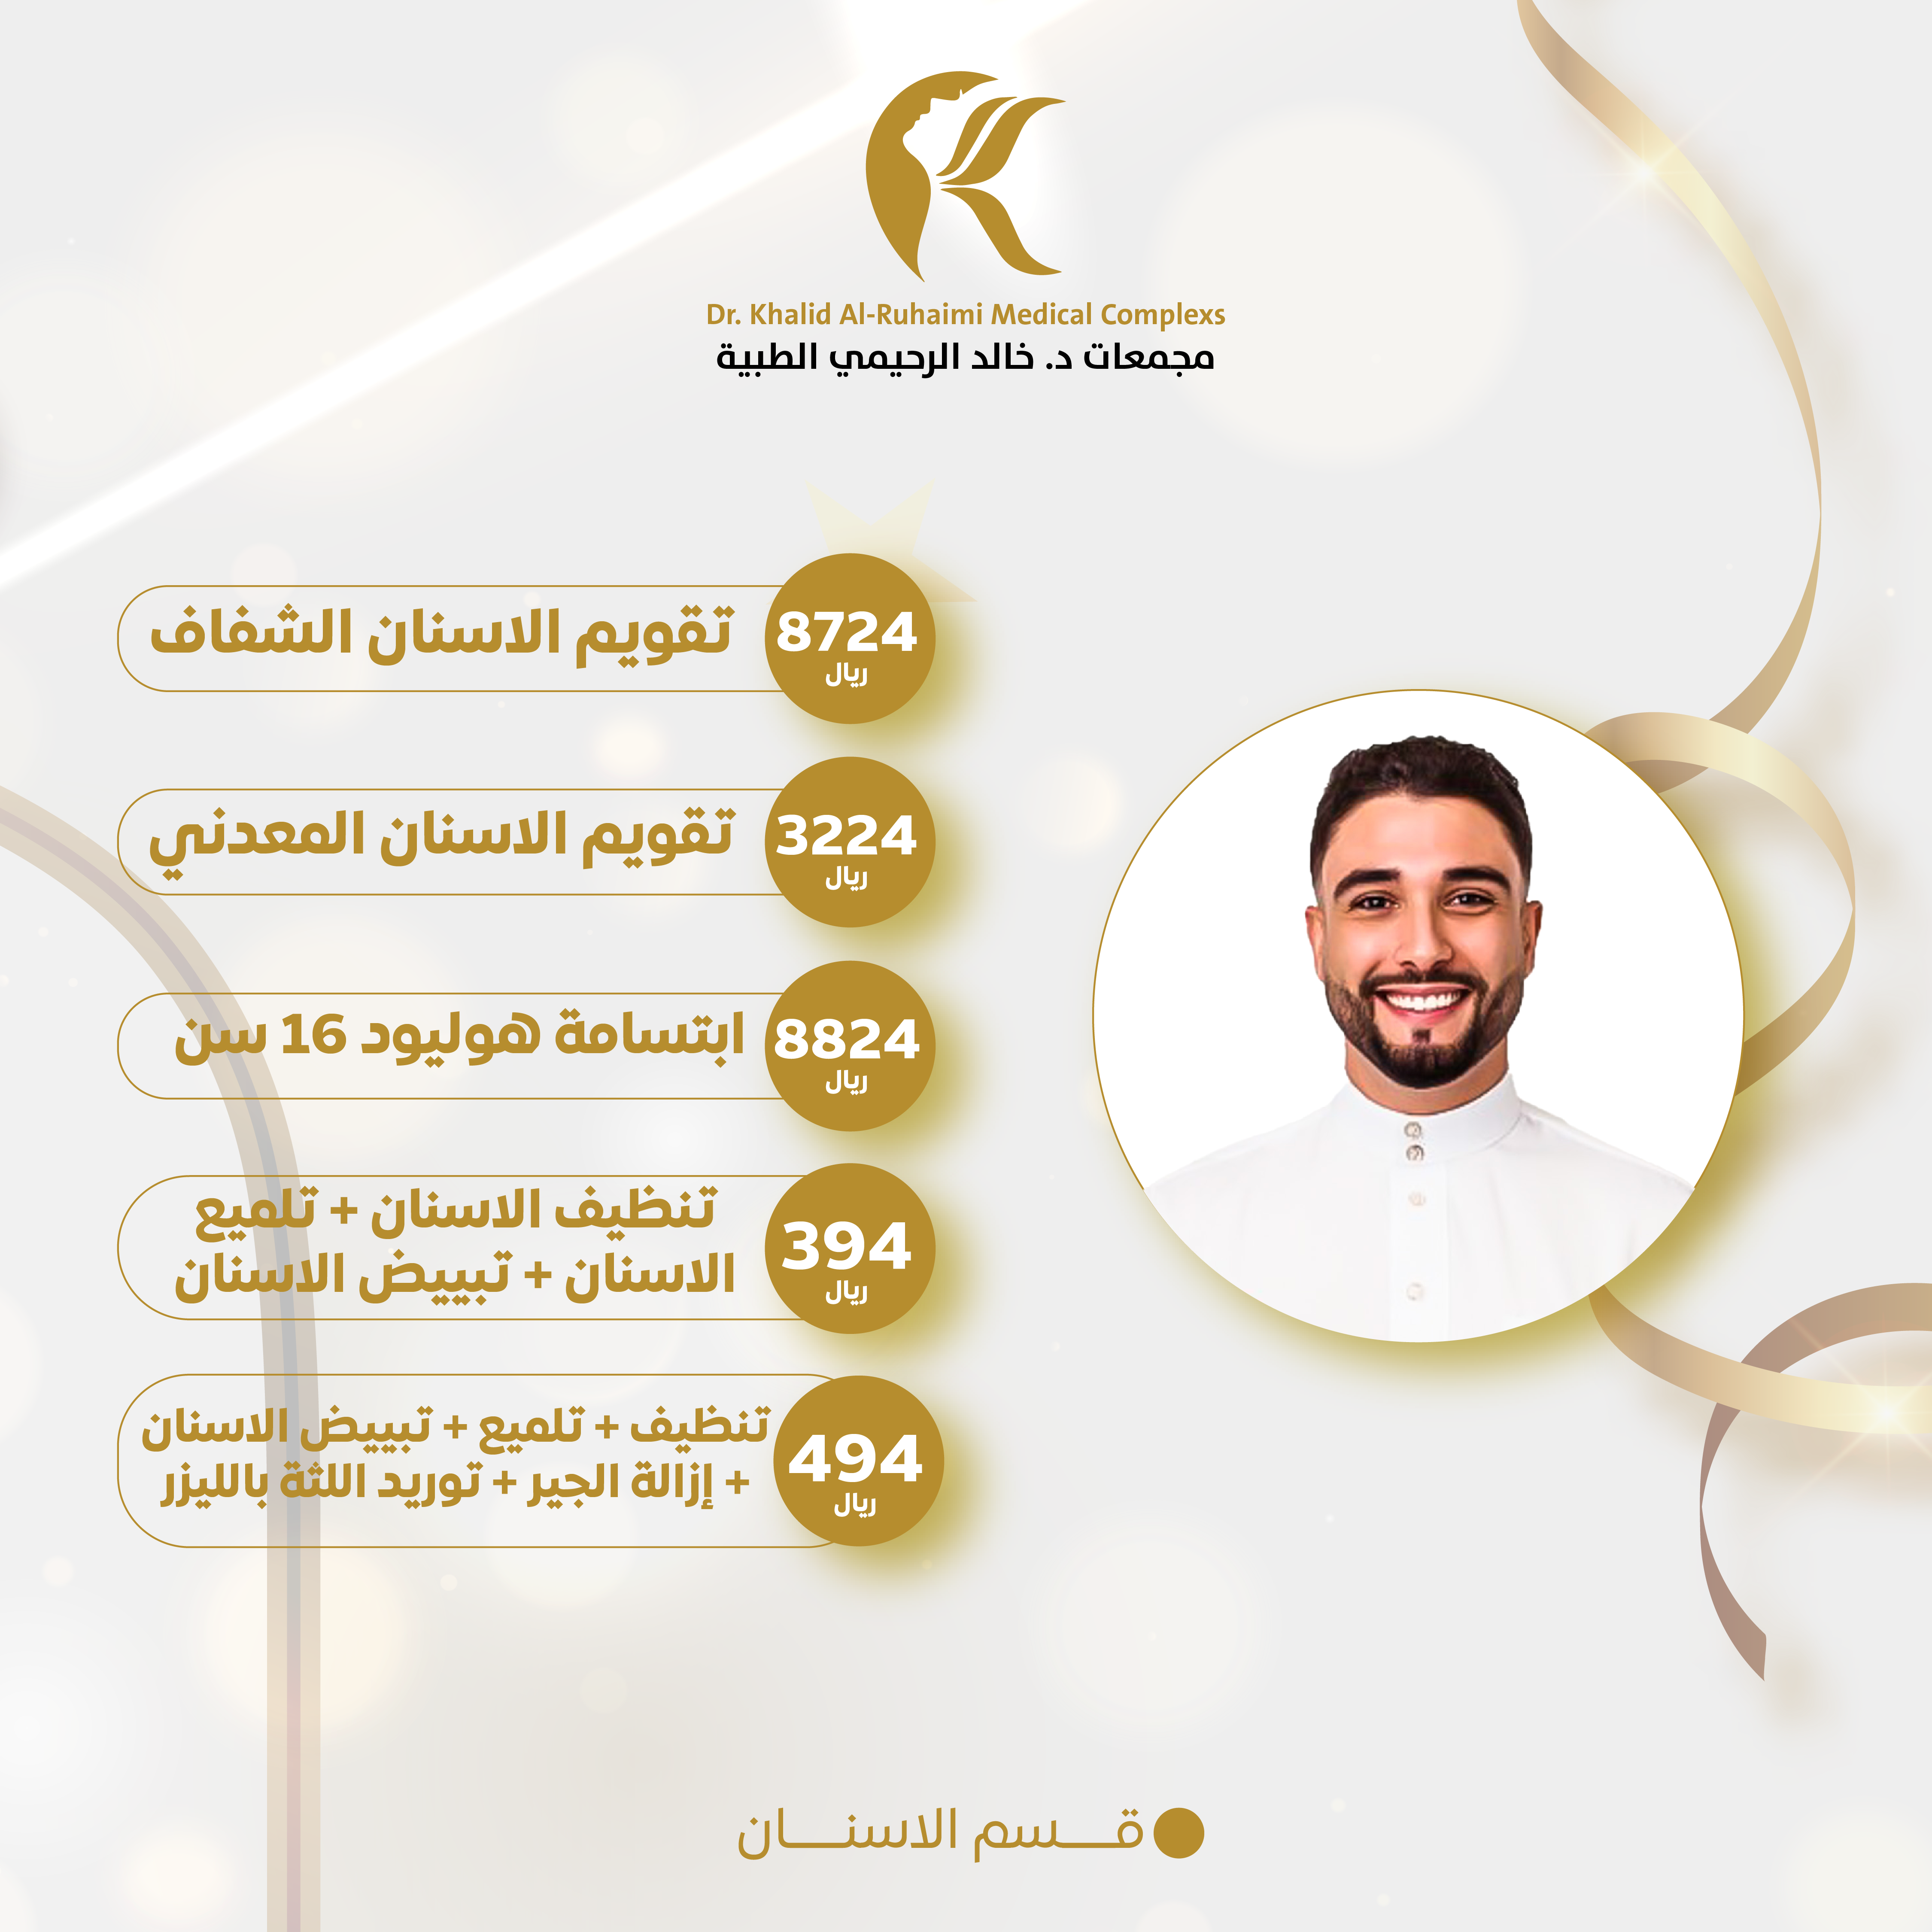 Dr. Khalid Al-Ruhaimi Medical Complexs
مجمعات د. خالد الرحيمي الطبية
8724
ريال
تقويم الاسنان الشفاف
3224
ريال
تقويم الاسنان المعدني
8824
ريال
ابتسامة هوليود 16 سن
394
ريال
تنظيف الاسنان + تلميع
الاسنان + تبييض الاسنان
494
ريال
تنظيف + تلميع + تبييض الاسنان
+ إزالة الجير + توريد اللثة بالليزر
قـــسم الاسنـــان